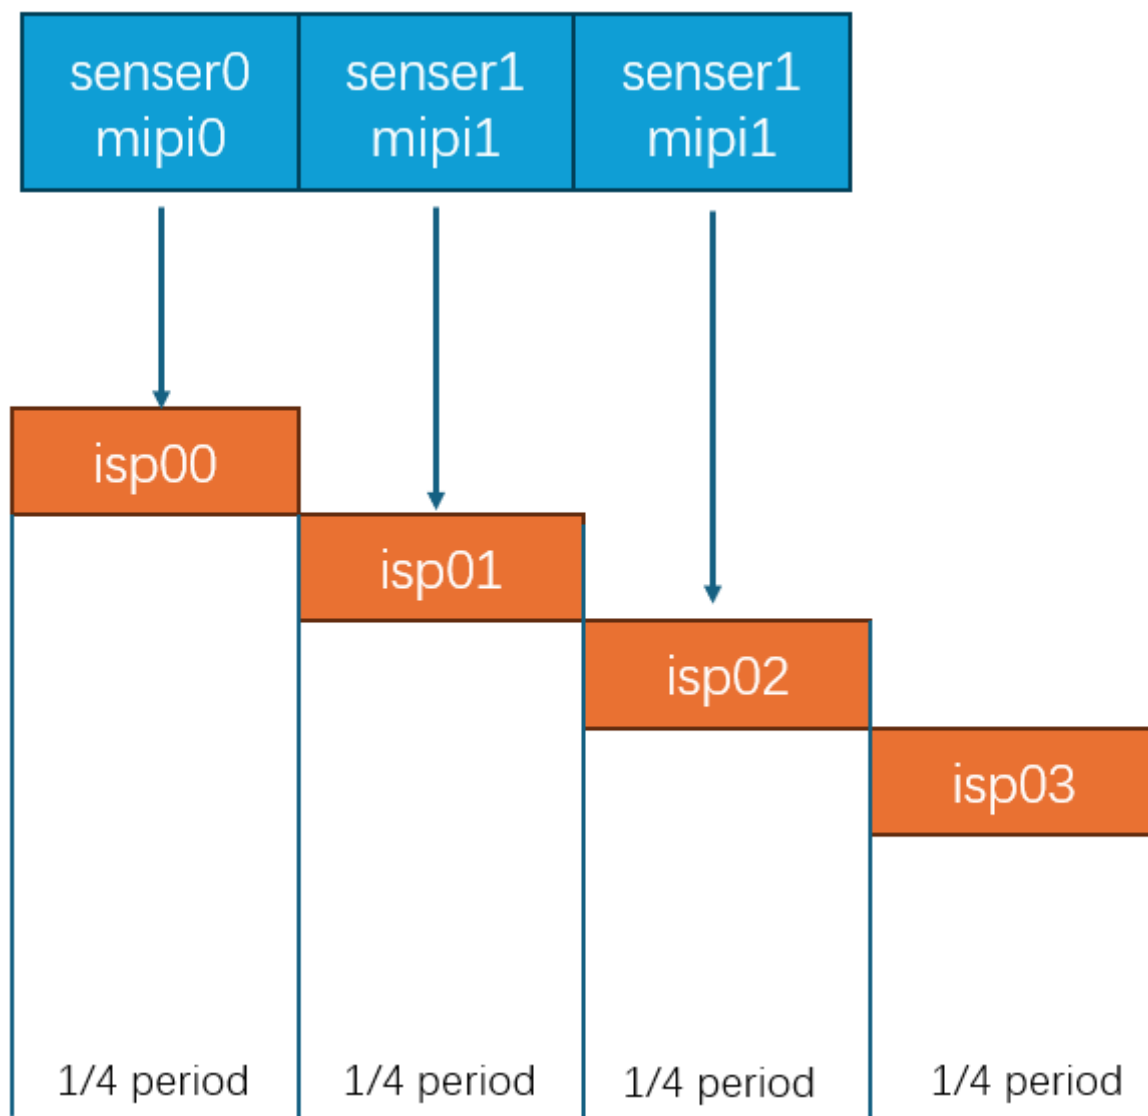 senser0
mipi0
senser1
mipi1
senser1
mipi1
isp00
isp01
isp02
isp03
1/4 period
1/4 period
1/4 period
1/4 period